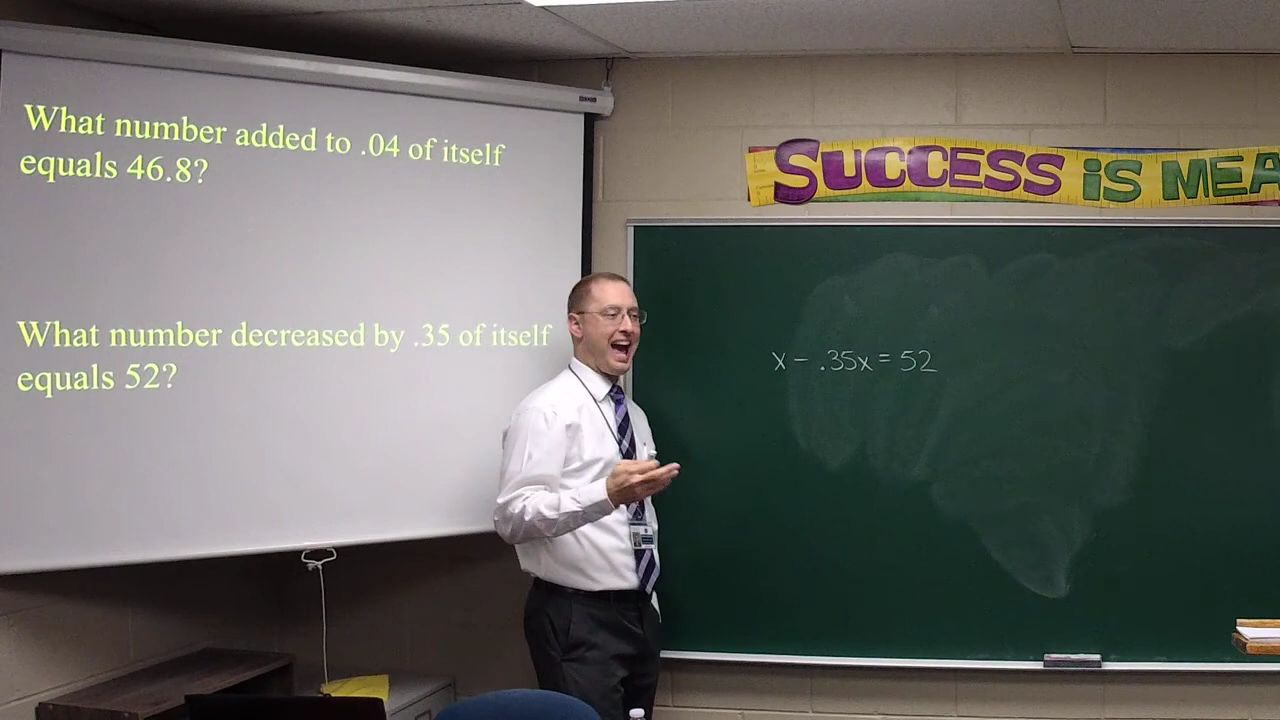 What number added to .04 of itself
equals 46.8?
What number decreased by .35 of itself
equals 52?
SUCCESS IS MEA
x - .35x = 52